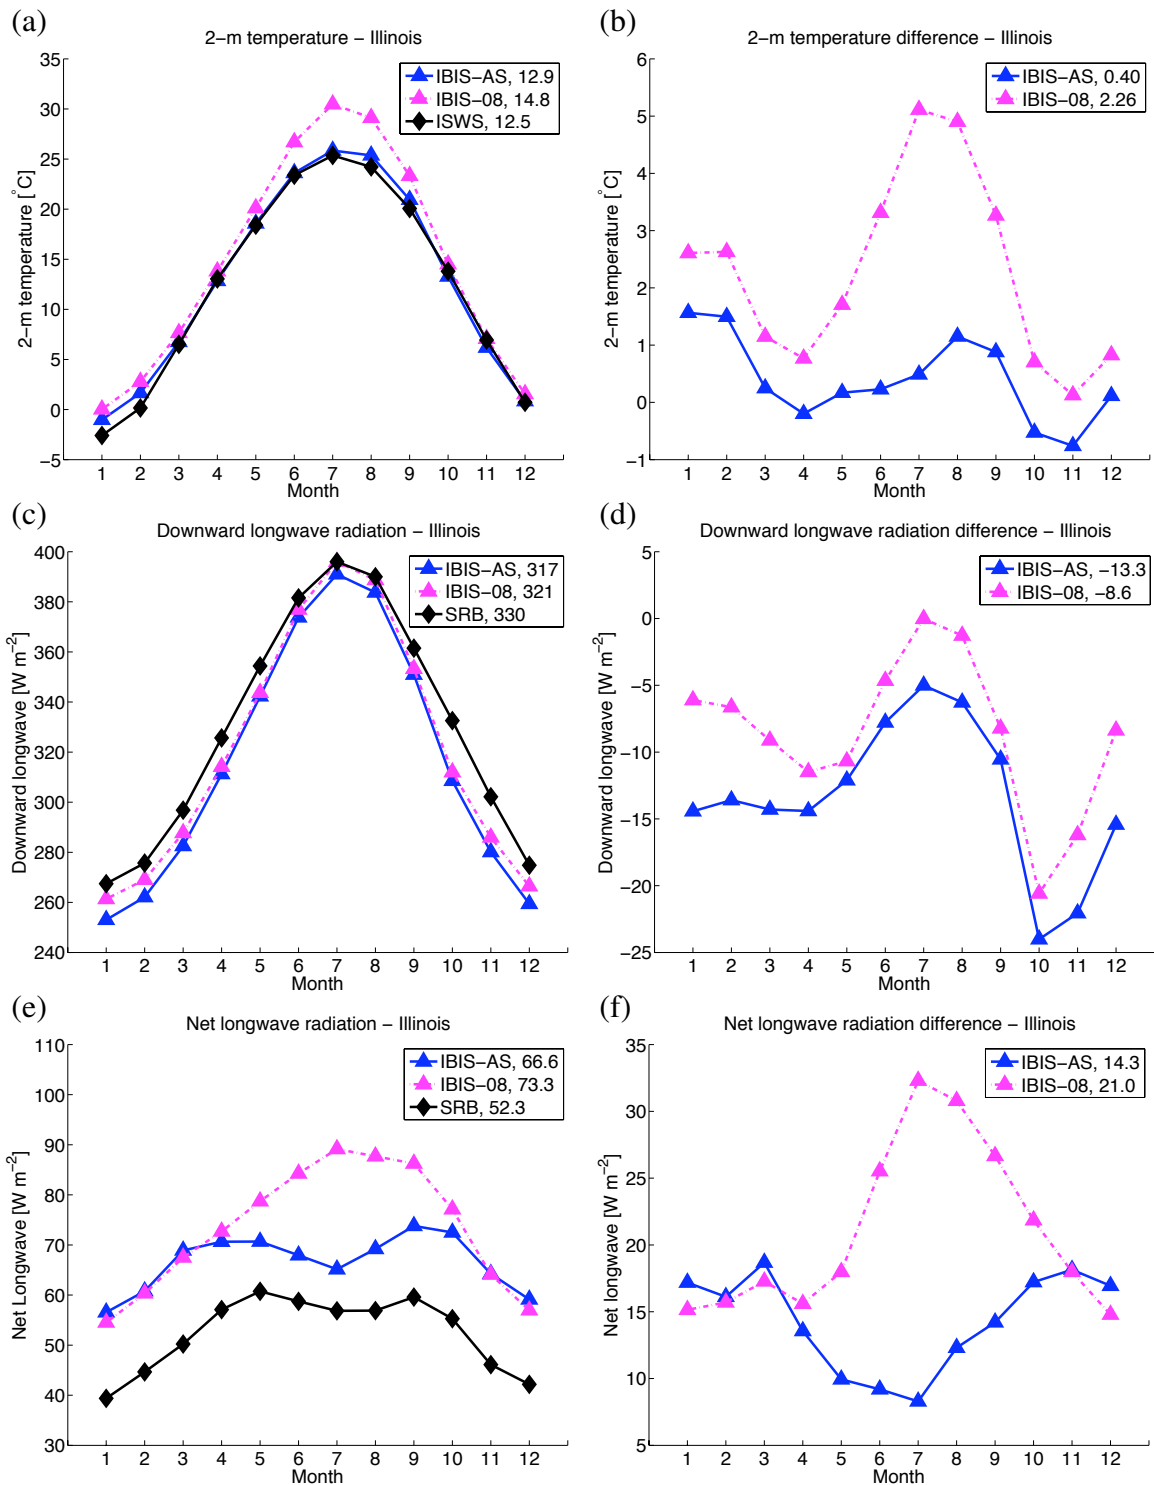 (a)
2−m temperature − Illinois
35
30
25
20
15
10
5
0
−5
2−m temperature [°C]
IBIS−AS, 12.9
IBIS−08, 14.8
ISWS, 12.5
1 2 3 4 5 6 7 8 9 10 11 12
Month
(b)
2−m temperature difference − Illinois
6
5
4
3
2
1
0
−1
2−m temperature [°C]
IBIS−AS, 0.40
IBIS−08, 2.26
1 2 3 4 5 6 7 8 9 10 11 12
Month
(c)
Downward longwave radiation − Illinois
400
380
360
340
320
300
280
260
240
Downward longwave [W m−2]
IBIS−AS, 317
IBIS−08, 321
SRB, 330
1 2 3 4 5 6 7 8 9 10 11 12
Month
(d)
Downward longwave radiation difference − Illinois
5
0
−5
−10
−15
−20
−25
Downward longwave [W m−2]
IBIS−AS, −13.3
IBIS−08, −8.6
1 2 3 4 5 6 7 8 9 10 11 12
Month
(e)
Net longwave radiation − Illinois
110
100
90
80
70
60
50
40
30
Net Longwave [W m−2]
IBIS−AS, 66.6
IBIS−08, 73.3
SRB, 52.3
1 2 3 4 5 6 7 8 9 10 11 12
Month
(f)
Net longwave radiation difference − Illinois
35
30
25
20
15
10
5
Net longwave [W m−2]
IBIS−AS, 14.3
IBIS−08, 21.0
1 2 3 4 5 6 7 8 9 10 11 12
Month